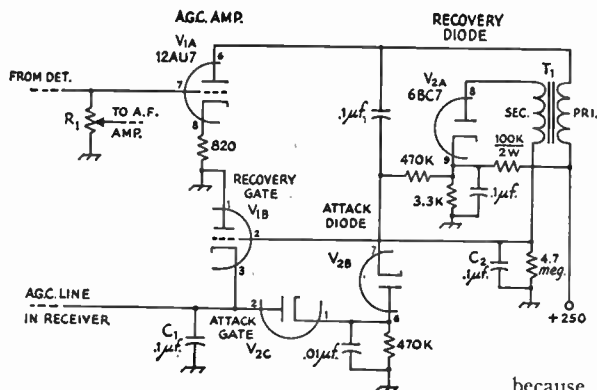 A.G.C. AMP.
RECOVERY
DIODE
V1A
12AU7
6
7
8
FROM DET.
R1
TO A.F.
AMP.
820
.1µf.
V2A
6BC7
8
9
T1
SEC.
PRI.
100K
2W
470K
3.3K
.1µf.
RECOVERY
GATE
V1B
1
2
3
ATTACK
DIODE
V2B
7
6
C2
.1µf.
4.7
meg.
+250
A.G.C. LINE
IN RECEIVER
C1
.1µf.
ATTACK
GATE
V2C
2
1
.01µf.
470K
because